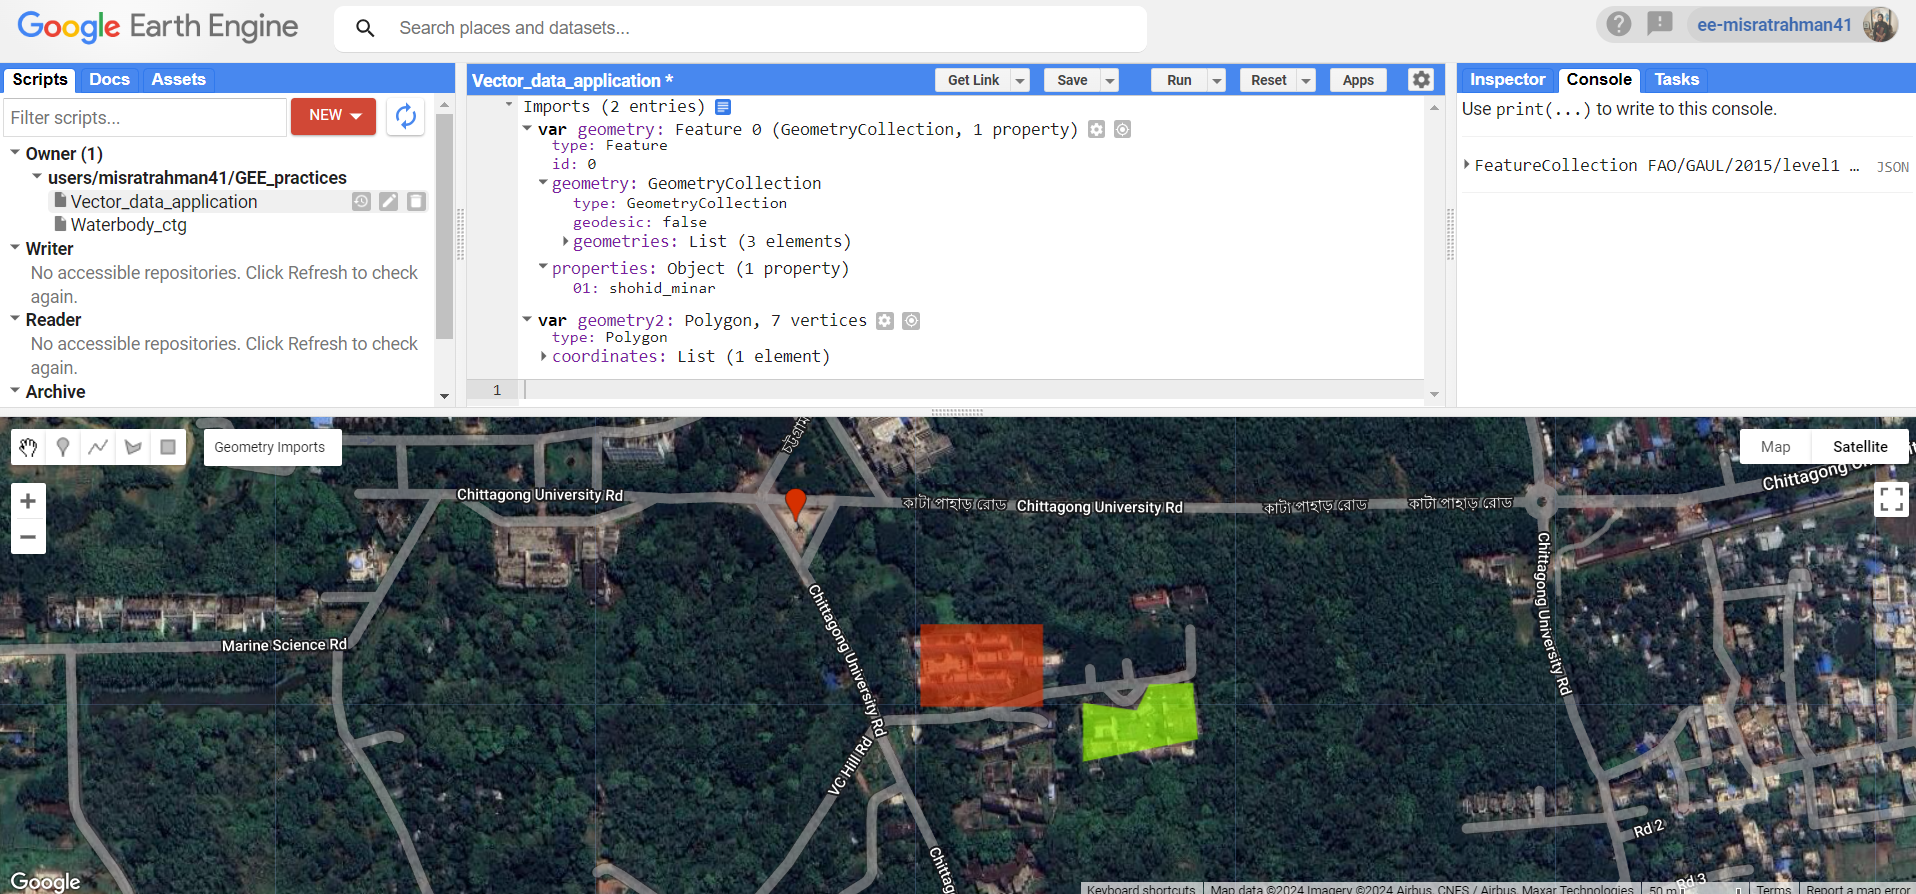 Google Earth Engine
Search places and datasets...
ee-misratrahman41
Scripts Docs Assets
Filter scripts...
NEW
Owner (1)
users/misratrahman41/GEE_practices
Vector_data_application
Waterbody_ctg
Writer
No accessible repositories. Click Refresh to check
again.
Reader
No accessible repositories. Click Refresh to check
again.
Archive
Vector_data_application *
Get Link
Save
Run
Reset
Apps
Imports (2 entries)
var geometry: Feature 0 (GeometryCollection, 1 property)
type: Feature
id: 0
geometry: GeometryCollection
type: GeometryCollection
geodesic: false
geometries: List (3 elements)
properties: Object (1 property)
01: shohid_minar
var geometry2: Polygon, 7 vertices
type: Polygon
coordinates: List (1 element)
1
Inspector Console Tasks
Use print(...) to write to this console.
FeatureCollection FAO/GAUL/2015/level1 …
JSON
Geometry Imports
Map
Satellite
Chittagong University Rd
কাটা পাহাড় রোড
Chittagong University Rd
কাটা পাহাড় রোড
কাটা পাহাড় রোড
Chittagong
Chittagong University Rd
Chittagong University Rd
Marine Science Rd
VC Hill Rd
Chittag
Rd 2
Rd 3
Google
Keyboard shortcuts
Map data ©2024 Imagery ©2024 Airbus, CNES / Airbus, Maxar Technologies
50 m
Terms
Report a map error